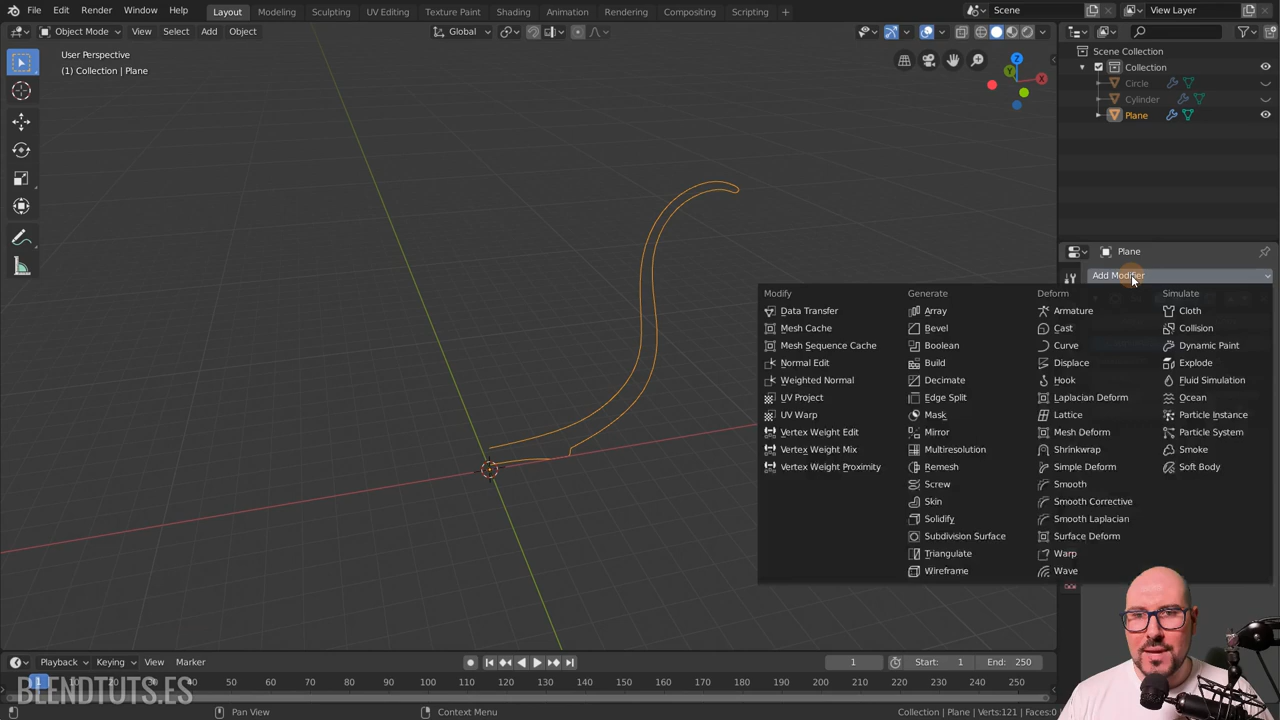 File Edit Render Window Help Layout Modeling Sculpting UV Editing Texture Paint Shading Animation Rendering Compositing Scripting + Scene View Layer
Object Mode View Select Add Object Global
User Perspective
(1) Collection | Plane
Z
Y
X
Scene Collection
Collection
Circle
Cylinder
Plane
Plane
Add Modifier
Modify
Data Transfer
Mesh Cache
Mesh Sequence Cache
Normal Edit
Weighted Normal
UV Project
UV Warp
Vertex Weight Edit
Vertex Weight Mix
Vertex Weight Proximity
Generate
Array
Bevel
Boolean
Build
Decimate
Edge Split
Mask
Mirror
Multiresolution
Remesh
Screw
Skin
Solidify
Subdivision Surface
Triangulate
Wireframe
Deform
Armature
Cast
Curve
Displace
Hook
Laplacian Deform
Lattice
Mesh Deform
Shrinkwrap
Simple Deform
Smooth
Smooth Corrective
Smooth Laplacian
Surface Deform
Warp
Wave
Simulate
Cloth
Collision
Dynamic Paint
Explode
Fluid Simulation
Ocean
Particle Instance
Particle System
Smoke
Soft Body
Playback Keying View Marker 1 Start: 1 End: 250
1 20 30 40 50 60 70 80 90 100 110 120 130 140 150 160 170 180 190 200 210 220 230 240 250
BLENDTUTS.ES
Pan View Context Menu Collection | Plane | Verts:121 | Faces:0